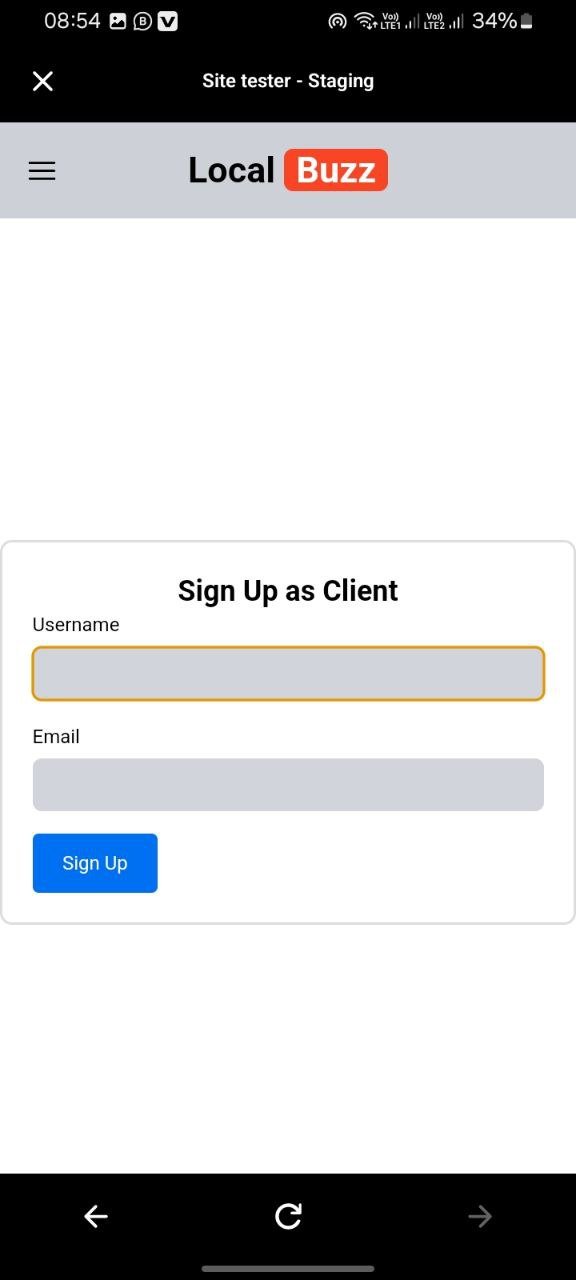 08:54 B V Vo)) LTE1 Vo)) LTE2 34%
Site tester - Staging
Local Buzz
Sign Up as Client
Username
Email
Sign Up